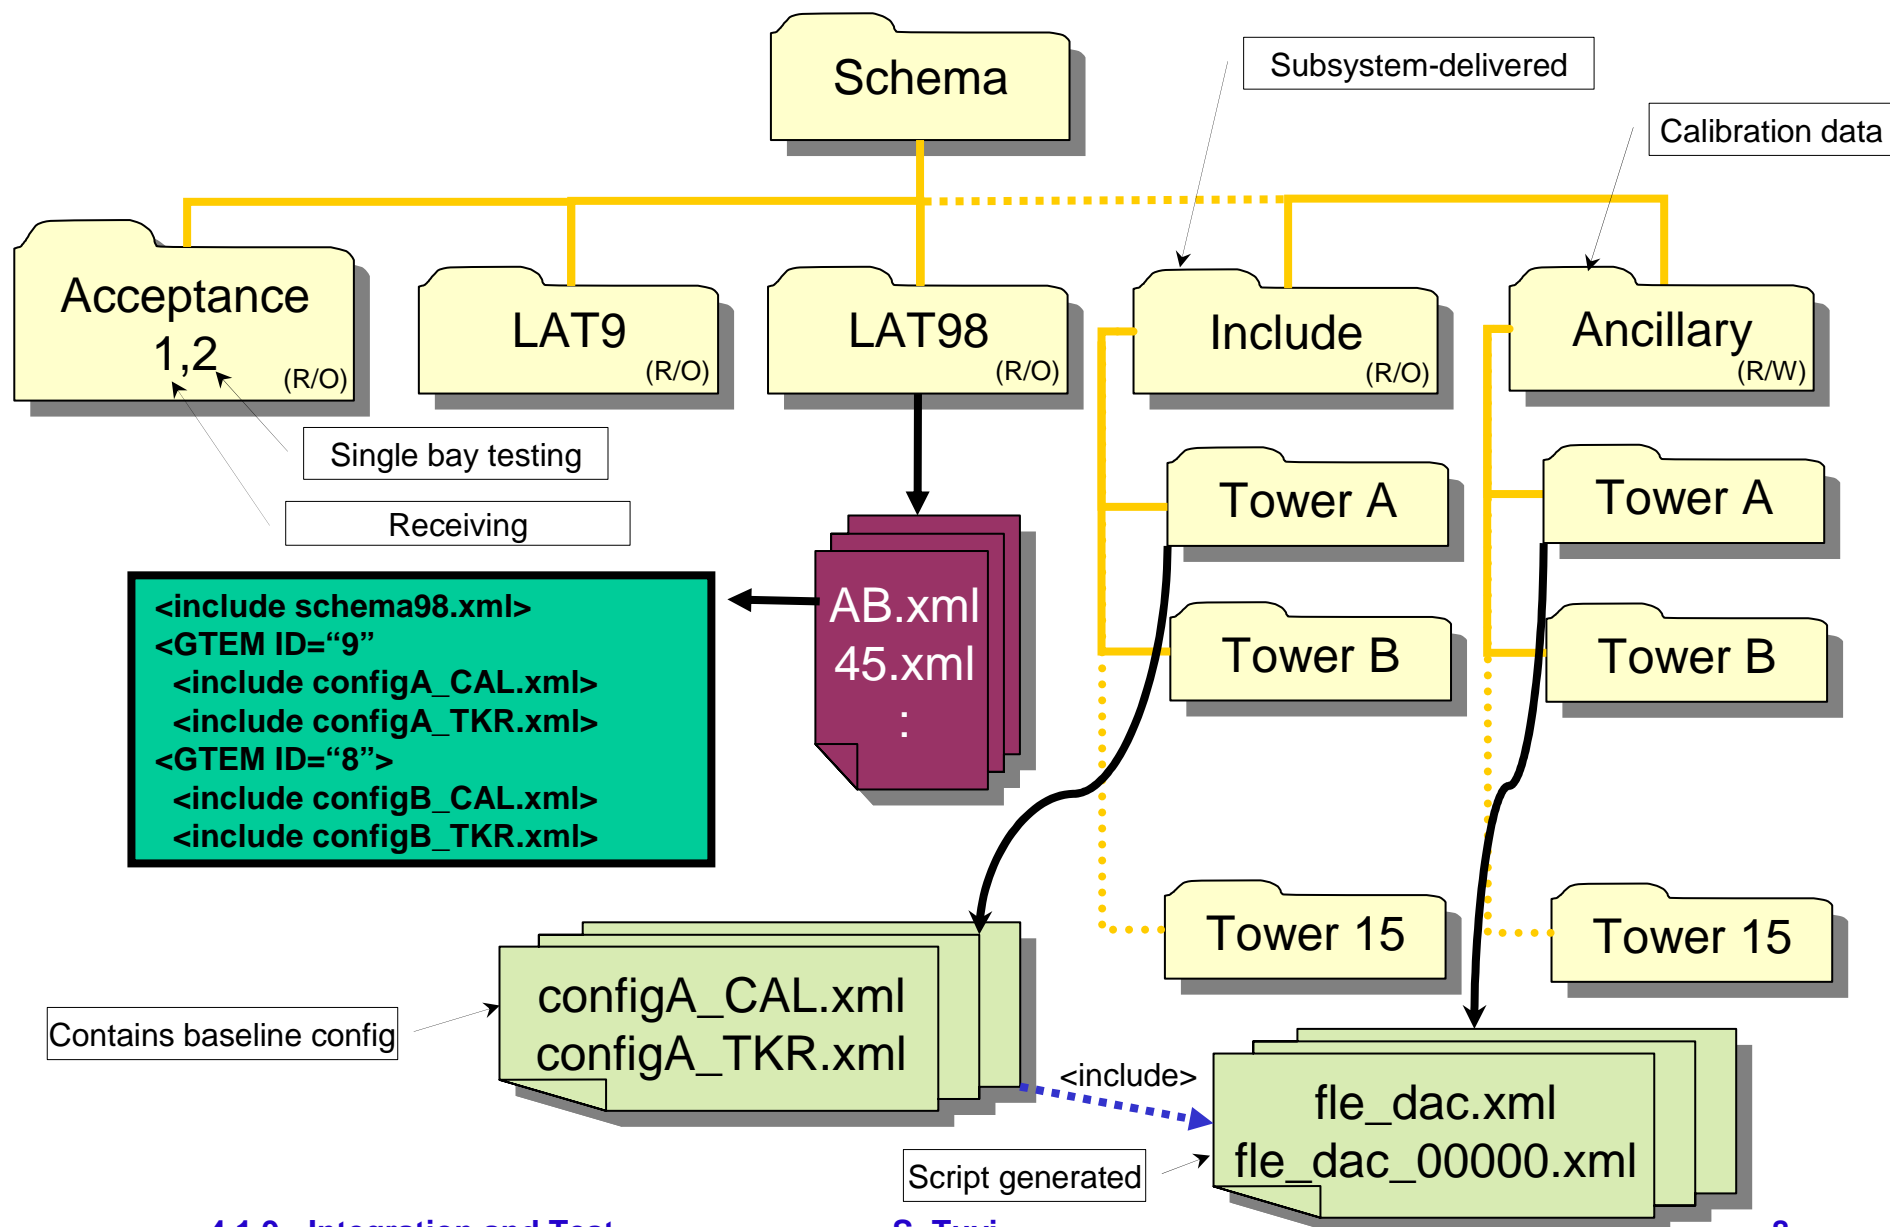 Schema
Subsystem-delivered
Calibration data
Acceptance
1,2
(R/O)
LAT9
(R/O)
LAT98
(R/O)
Include
(R/O)
Ancillary
(R/W)
Single bay testing
Receiving
Tower A
Tower A
AB.xml
45.xml
:
<include schema98.xml>
<GTEM ID=“9”
<include configA_CAL.xml>
<include configA_TKR.xml>
<GTEM ID=“8”>
<include configB_CAL.xml>
<include configB_TKR.xml>
Tower B
Tower B
Tower 15
Tower 15
configA_CAL.xml
configA_TKR.xml
Contains baseline config
<include>
fle_dac.xml
fle_dac_00000.xml
Script generated
Integration and Test